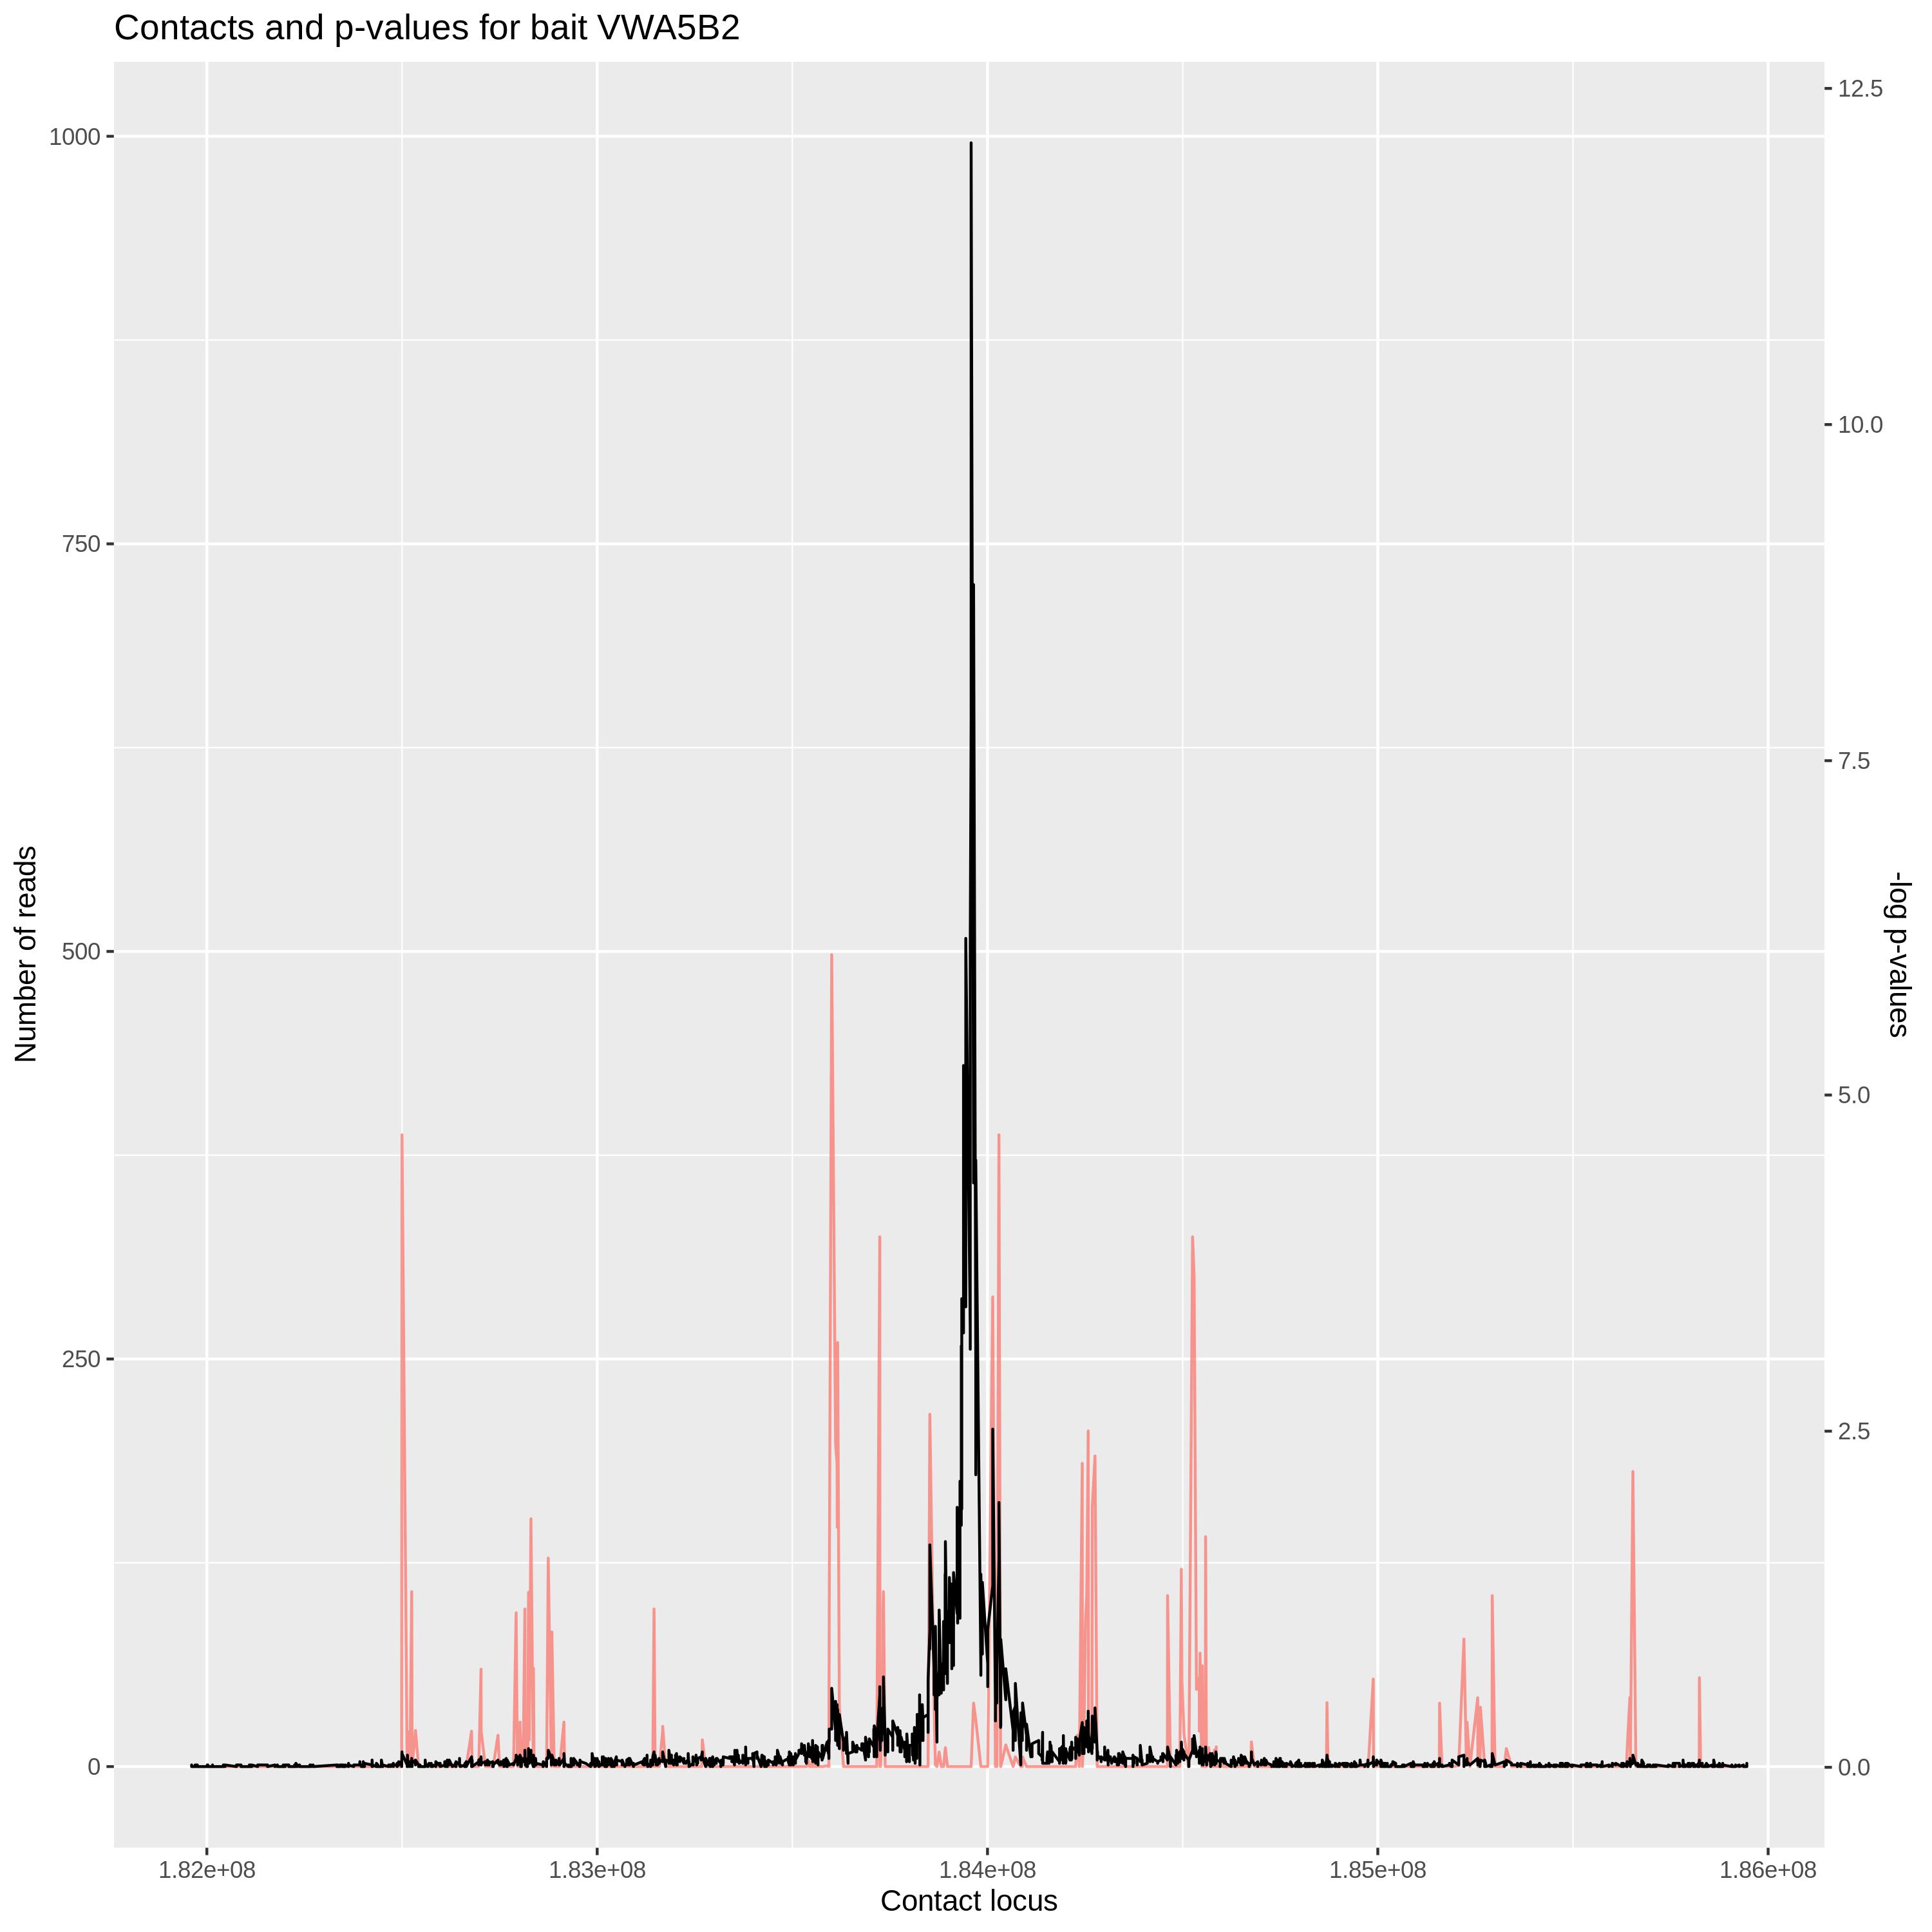 Contacts and p-values for bait VWA5B2
1000
750
500
250
0
Number of reads
12.5
10.0
7.5
5.0
2.5
0.0
-log p-values
1.82e+08
1.83e+08
1.84e+08
1.85e+08
1.86e+08
Contact locus